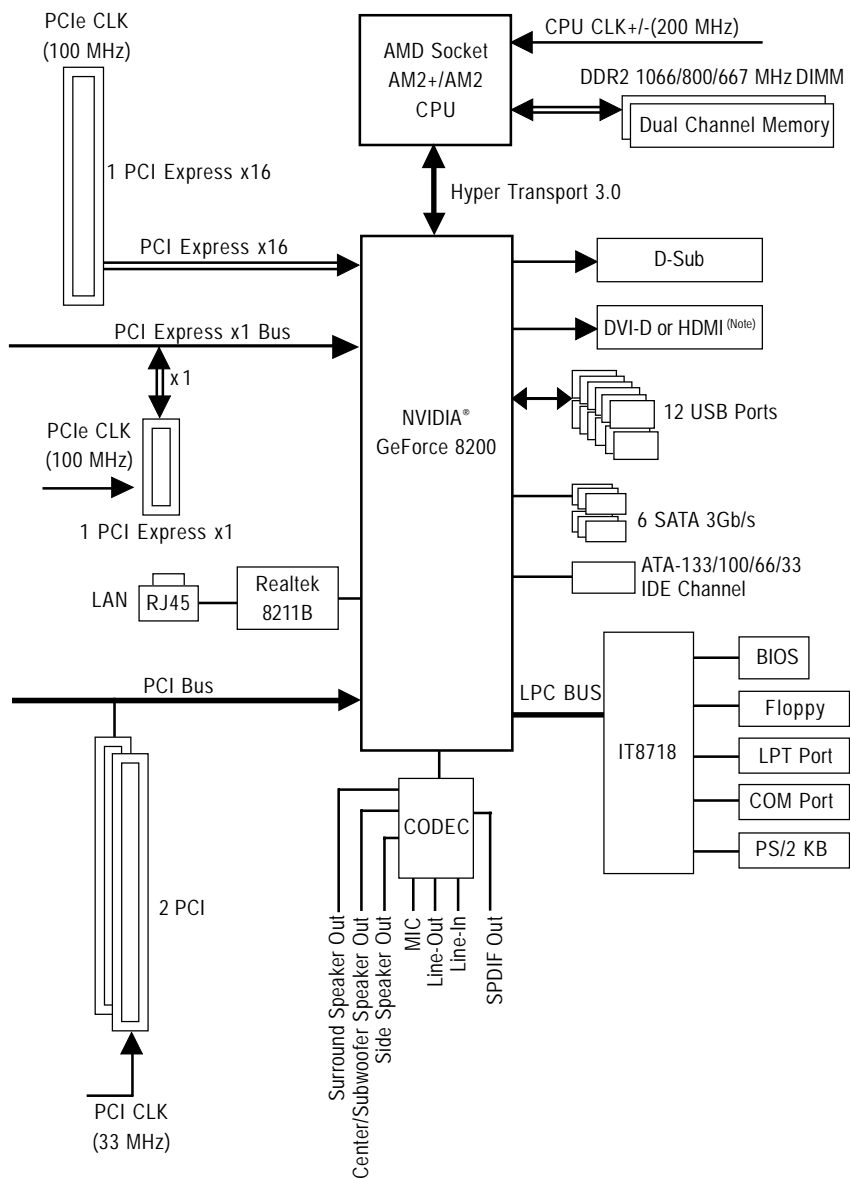 PCIe CLK
(100 MHz)
AMD Socket
AM2+/AM2
CPU
CPU CLK+/-(200 MHz)
DDR2 1066/800/667 MHz DIMM
Dual Channel Memory
1 PCI Express x16
Hyper Transport 3.0
PCI Express x16
D-Sub
PCI Express x1 Bus
DVI-D or HDMI (Note)
x1
NVIDIA®
GeForce 8200
12 USB Ports
PCIe CLK
(100 MHz)
1 PCI Express x1
6 SATA 3Gb/s
ATA-133/100/66/33
IDE Channel
LAN
RJ45
Realtek
8211B
PCI Bus
LPC BUS
IT8718
BIOS
Floppy
LPT Port
COM Port
PS/2 KB
CODEC
2 PCI
Surround Speaker Out
Center/Subwoofer Speaker Out
Side Speaker Out
MIC
Line-Out
Line-In
SPDIF Out
PCI CLK
(33 MHz)